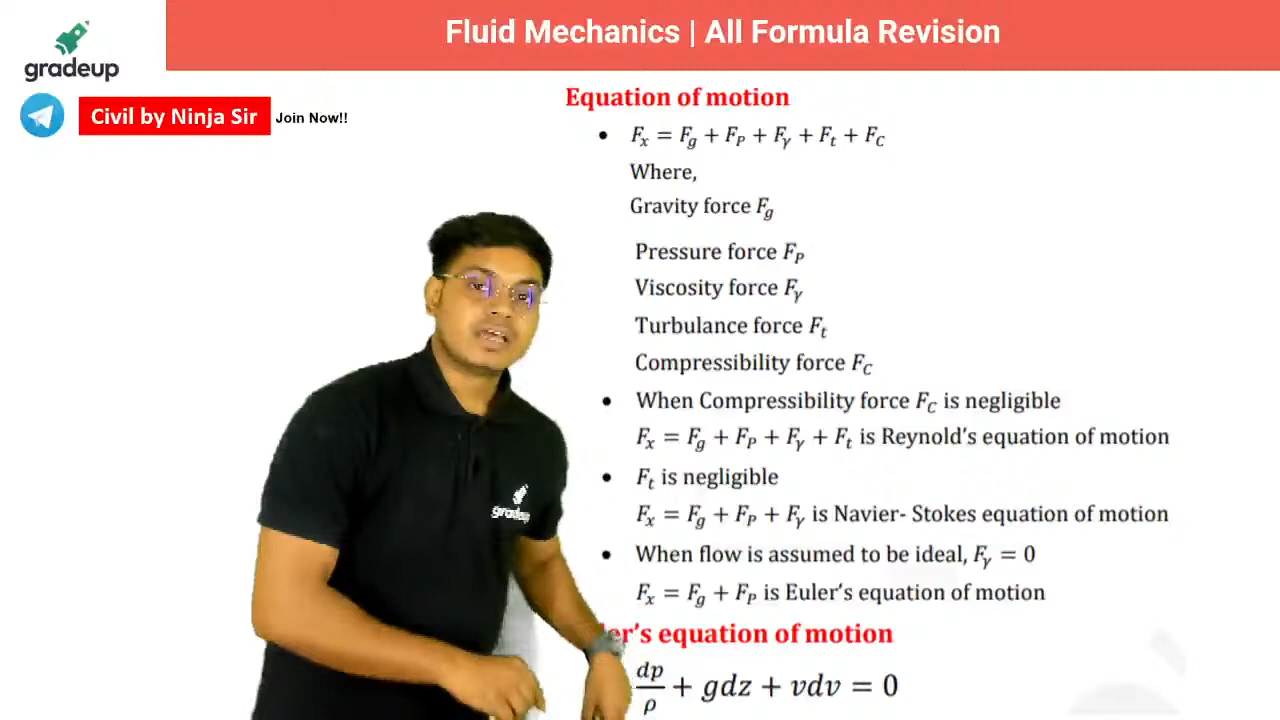 Fluid Mechanics | All Formula Revision
gradeup
Civil by Ninja Sir Join Now!!
Equation of motion
• Fₓ = F_g + F_P + F_γ + F_t + F_C
Where,
Gravity force F_g
Pressure force F_P
Viscosity force F_γ
Turbulance force F_t
Compressibility force F_C
• When Compressibility force F_C is negligible
Fₓ = F_g + F_P + F_γ + F_t is Reynold's equation of motion
• F_t is negligible
Fₓ = F_g + F_P + F_γ is Navier- Stokes equation of motion
• When flow is assumed to be ideal, F_γ = 0
Fₓ = F_g + F_P is Euler's equation of motion
ler's equation of motion
dp/ρ + gdz + vdv = 0
gradeup